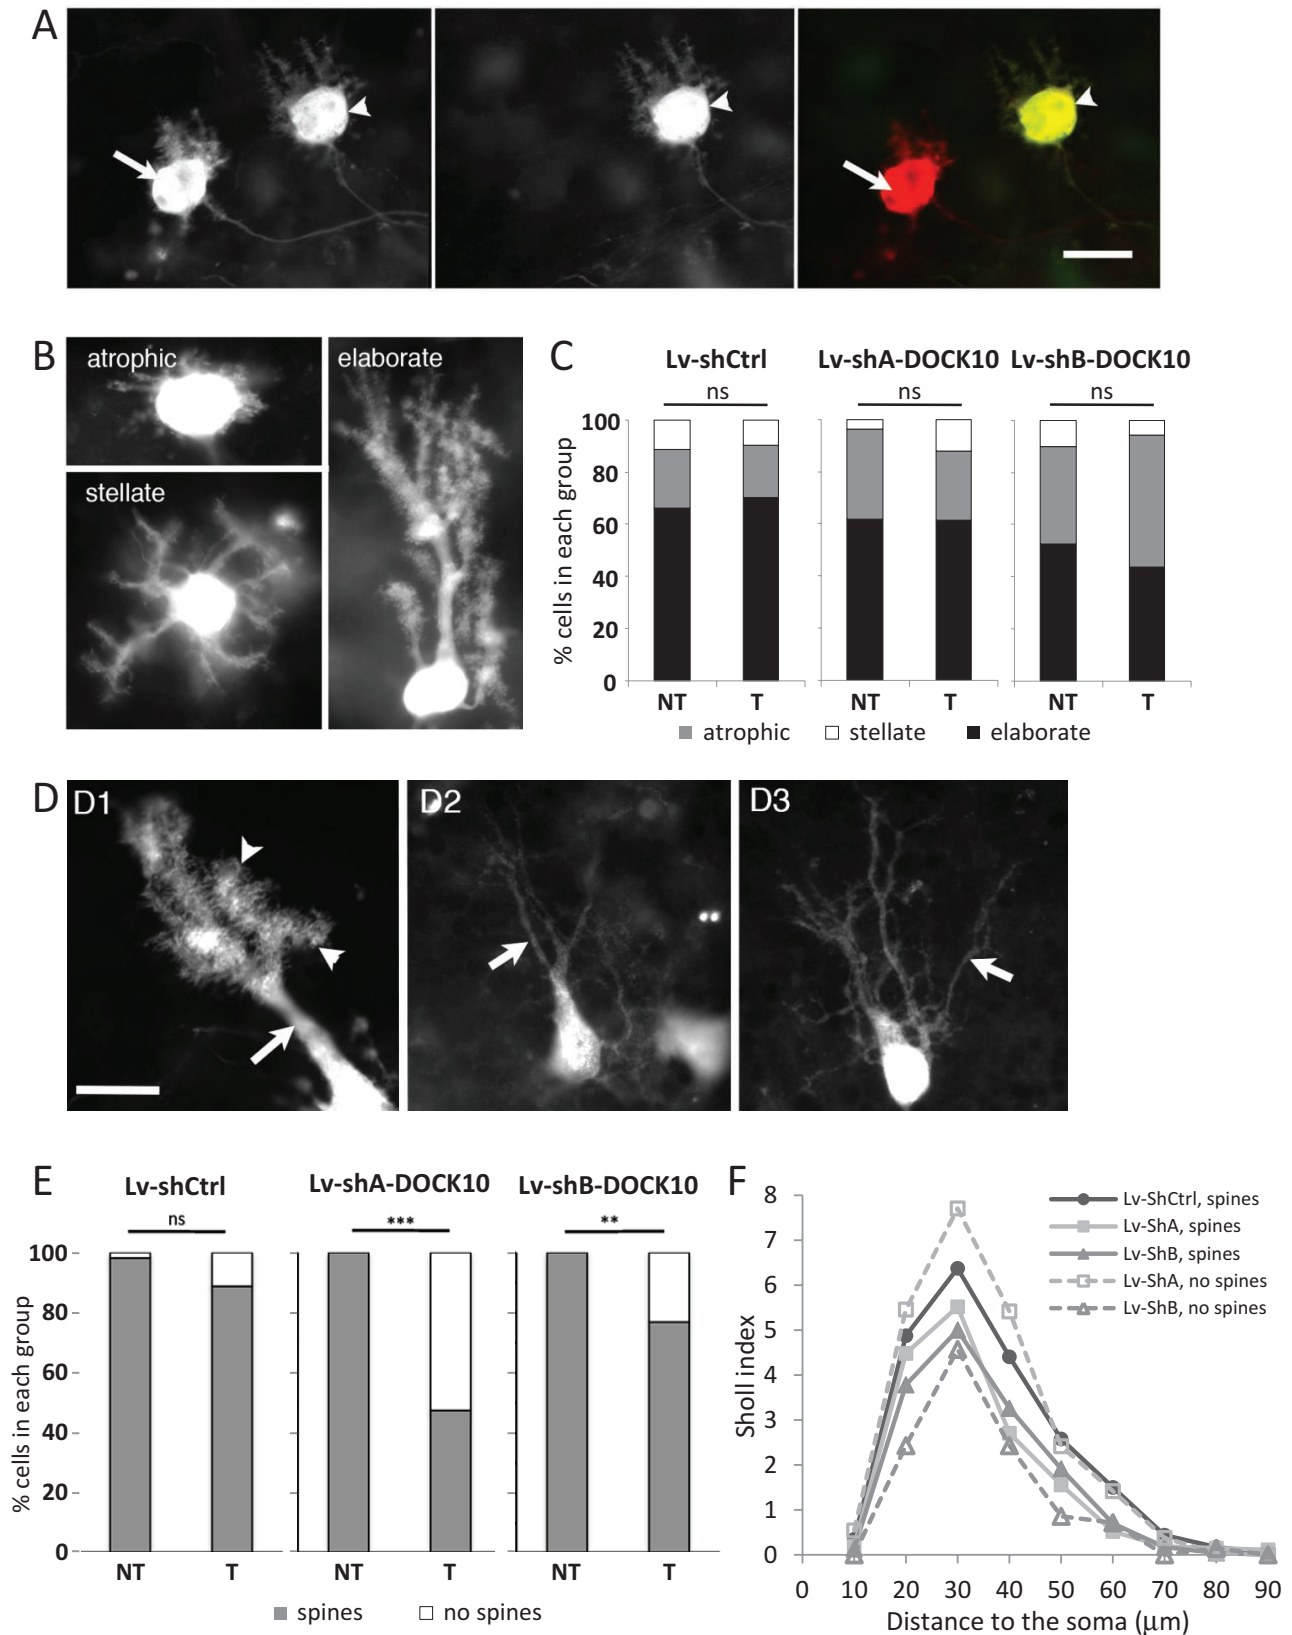 A
B
atrophic
stellate
elaborate
C
Lv-shCtrl
Lv-shA-DOCK10
Lv-shB-DOCK10
ns
ns
ns
% cells in each group
100
80
60
40
20
0
NT
T
NT
T
NT
T
atrophic
stellate
elaborate
D
D1
D2
D3
E
Lv-shCtrl
Lv-shA-DOCK10
Lv-shB-DOCK10
ns
***
**
% cells in each group
100
80
60
40
20
0
NT
T
NT
T
NT
T
spines
no spines
F
Lv-ShCtrl, spines
Lv-ShA, spines
Lv-ShB, spines
Lv-ShA, no spines
Lv-ShB, no spines
Sholl index
8
7
6
5
4
3
2
1
0
0 10 20 30 40 50 60 70 80 90
Distance to the soma (μm)